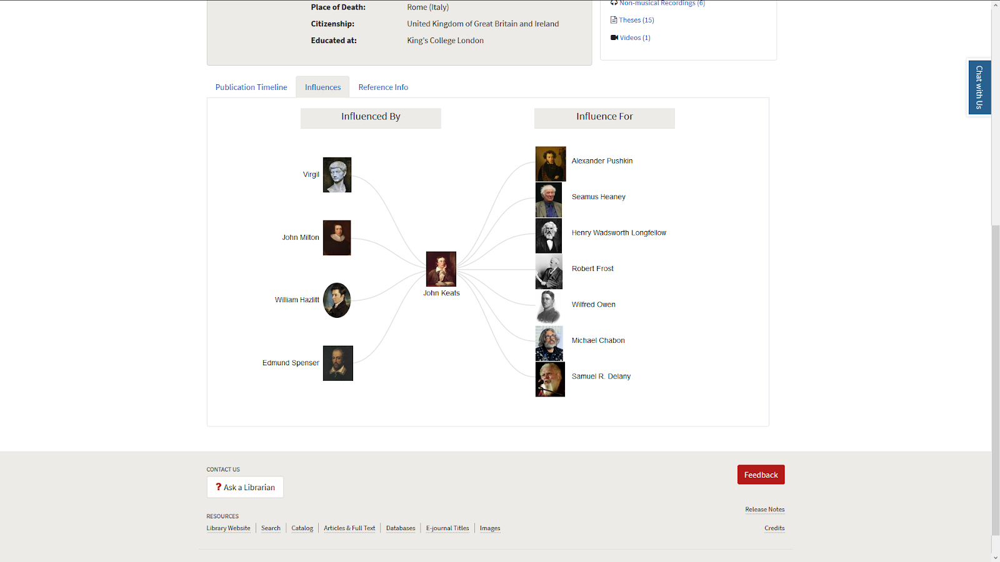 Place of Death: Rome (Italy)
Citizenship: United Kingdom of Great Britain and Ireland
Educated at: King's College London
Non-musical Recordings (6)
Theses (15)
Videos (1)
Chat with Us
Publication Timeline Influences Reference Info
Influenced By
Influence For
Virgil
John Milton
William Hazlitt
Edmund Spenser
John Keats
Alexander Pushkin
Seamus Heaney
Henry Wadsworth Longfellow
Robert Frost
Wilfred Owen
Michael Chabon
Samuel R. Delany
CONTACT US
? Ask a Librarian
Feedback
RESOURCES
Library Website Search Catalog Articles & Full Text Databases E-journal Titles Images
Release Notes
Credits